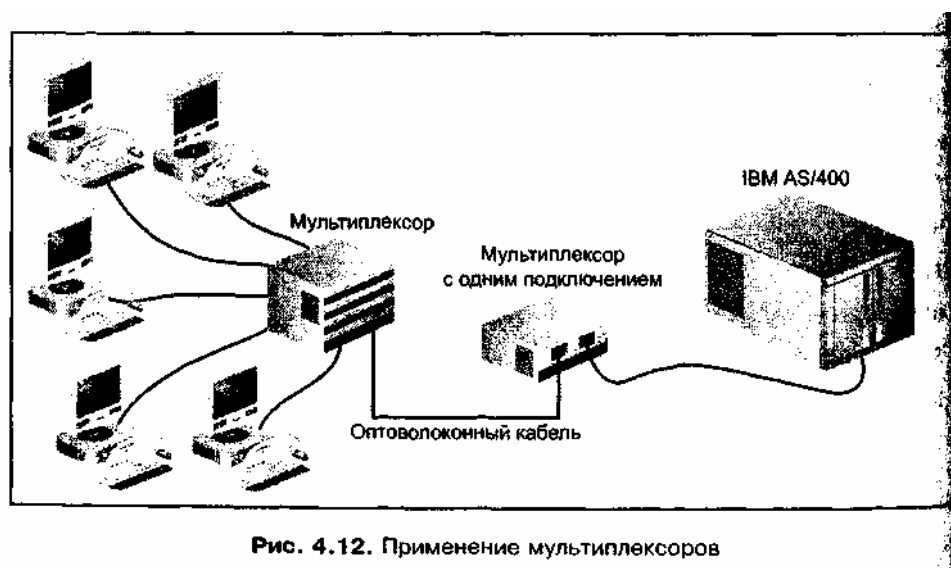 IBM AS/400
Мультиплексор
Мультиплексор
с одним подключением
Оптоволоконный кабель
Рис. 4.12. Применение мультиплексоров